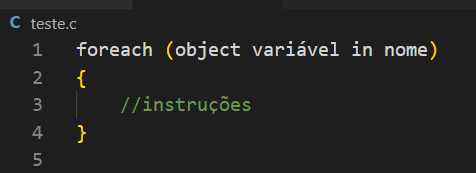 C teste.c
1 foreach (object variável in nome)
2 {
3 //instruções
4 }
5